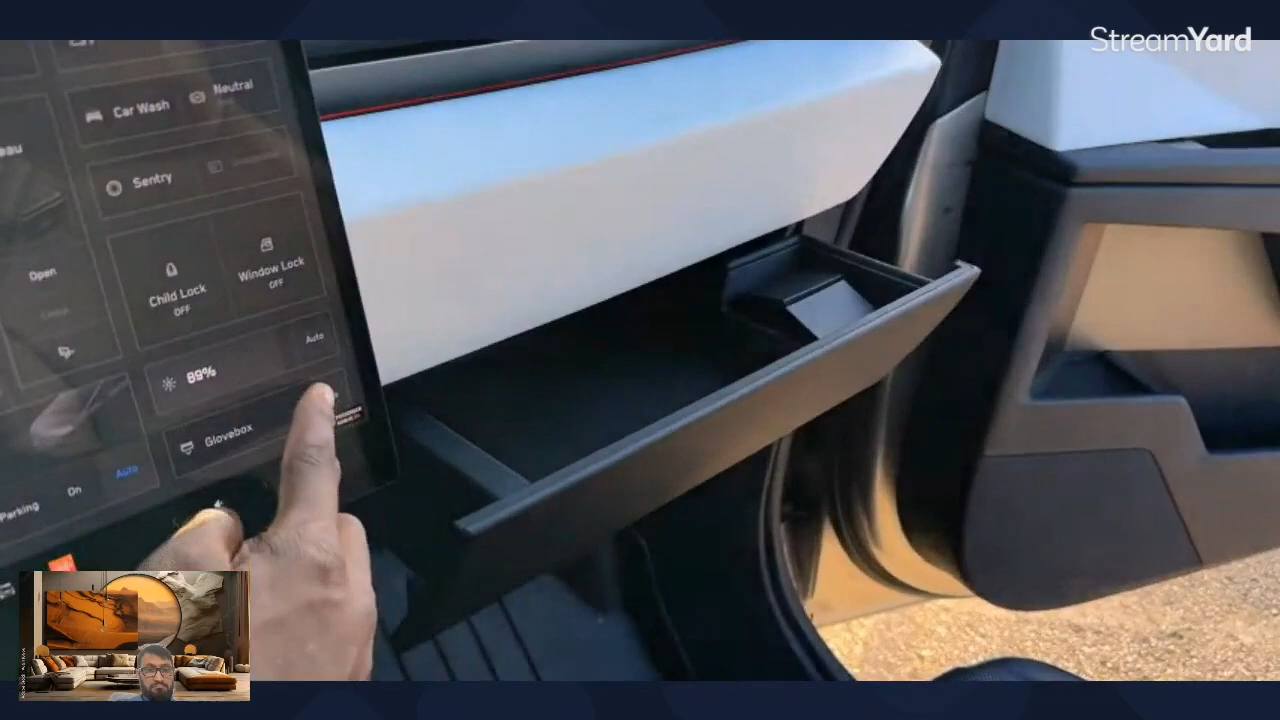 StreamYard
Car Wash
Neutral
Sentry
Open
Child Lock
OFF
Window Lock
OFF
89%
Auto
Glovebox
Parking
On
Auto